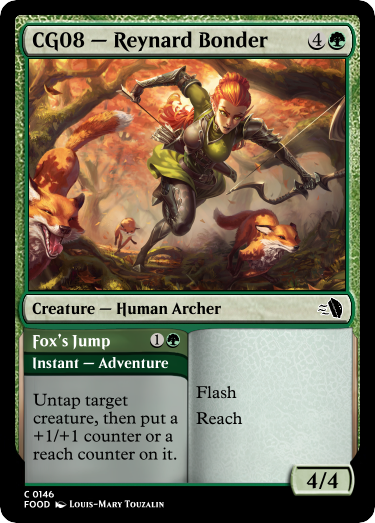 CG08 — Reynard Bonder 4
Creature — Human Archer
Fox's Jump 1
Instant — Adventure
Untap target
creature, then put a
+1/+1 counter or a
reach counter on it.
Flash
Reach
4/4
C 0146
FOOD Louis-Mary Touzalin